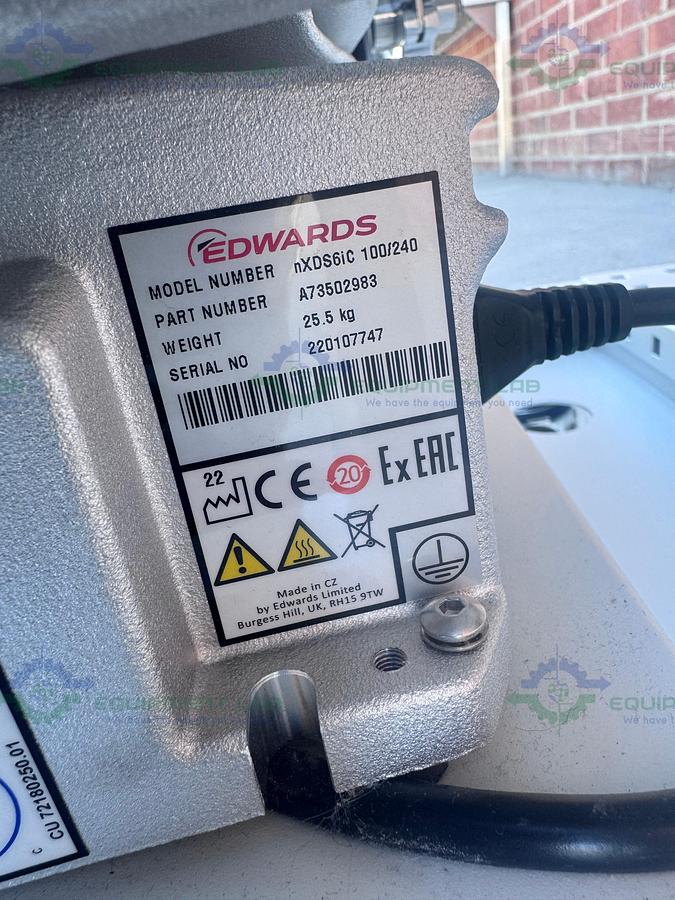 EDWARDS
MODEL NUMBER nXDS6iC 100/240
PART NUMBER A73502983
WEIGHT 25.5 kg
SERIAL NO 220107747
22 CE 20 Ex EAC
Made in CZ
by Edwards Limited
Burgess Hill, UK, RH15 9TW
CU 72180250.01
C
EQUIPMENT LAB
We have the equipment you need